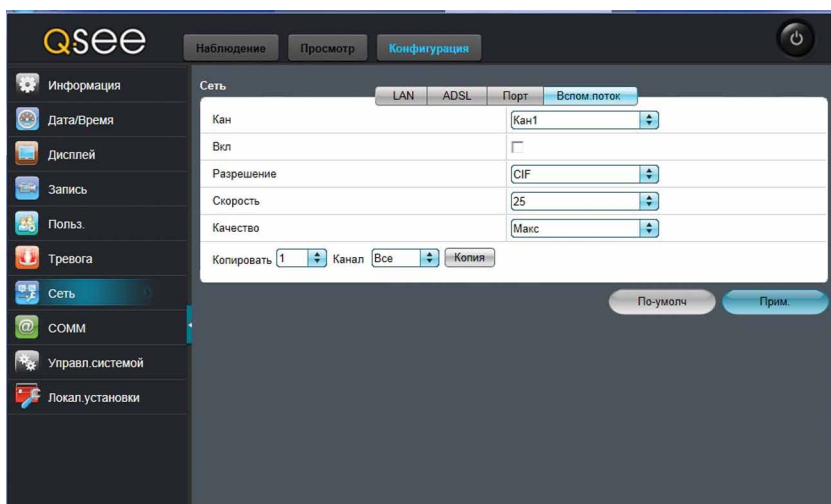 Qsee
Наблюдение Просмотр Конфигурация
Информация
Дата/Время
Дисплей
Запись
Польз.
Тревога
Сеть
COMM
Управл.системой
Локал.установки
Сеть
LAN ADSL Порт Вспом.поток
Кан Кан1
Вкл
Разрешение CIF
Скорость 25
Качество Макс
Копировать 1 Канал Все Копия
По-умолч Прим.